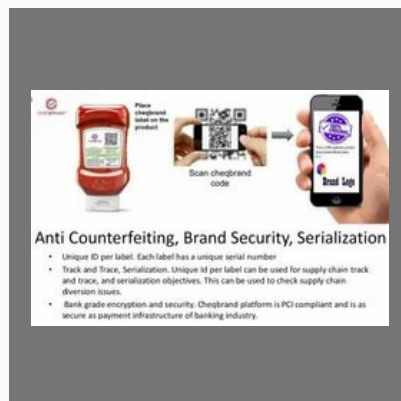 Place
cheqbrand
label on the
product
Scan cheqbrand
code
Brand Logo
Anti Counterfeiting, Brand Security, Serialization
• Unique ID per label. Each label has a unique serial number
• Track and Trace, Serialization. Unique Id per label can be used for supply chain track
and trace, and serialization objectives. This can be used to check supply chain
diversion issues.
• Bank grade encryption and security. Cheqbrand platform is PCI compliant and is as
secure as payment infrastructure of banking industry.